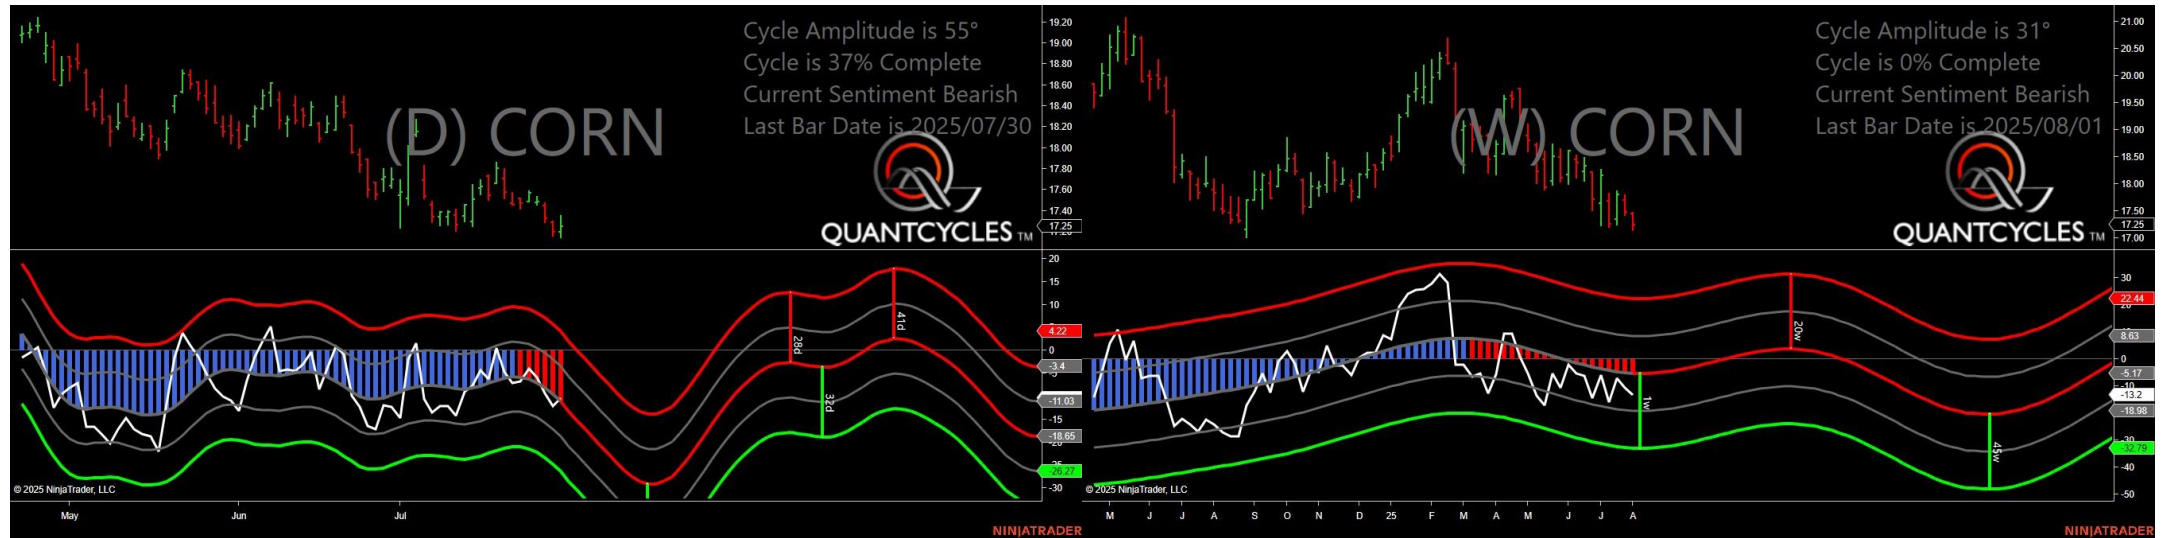 Cycle Amplitude is 55°
Cycle is 37% Complete
Current Sentiment Bearish
Last Bar Date is 2025/07/30
(D) CORN
QUANTCYCLES TM
19.20
19.00
18.80
18.60
18.40
18.20
18.00
17.80
17.60
17.40
17.25
20
15
10
4.22
0
-3.4
-11.03
-15
-18.65
-26.27
-30
28d
41d
32d
© 2025 NinjaTrader, LLC
May Jun Jul
NINJATRADER
Cycle Amplitude is 31°
Cycle is 0% Complete
Current Sentiment Bearish
Last Bar Date is 2025/08/01
(W) CORN
QUANTCYCLES TM
21.00
20.50
20.00
19.50
19.00
18.50
18.00
17.50
17.25
17.00
30
22.44
8.63
0
-5.17
-13.2
-18.98
-32.79
-40
-50
1w
20w
45w
© 2025 NinjaTrader, LLC
M J J A S O N D 25 F M A M J J A
NINJATRADER